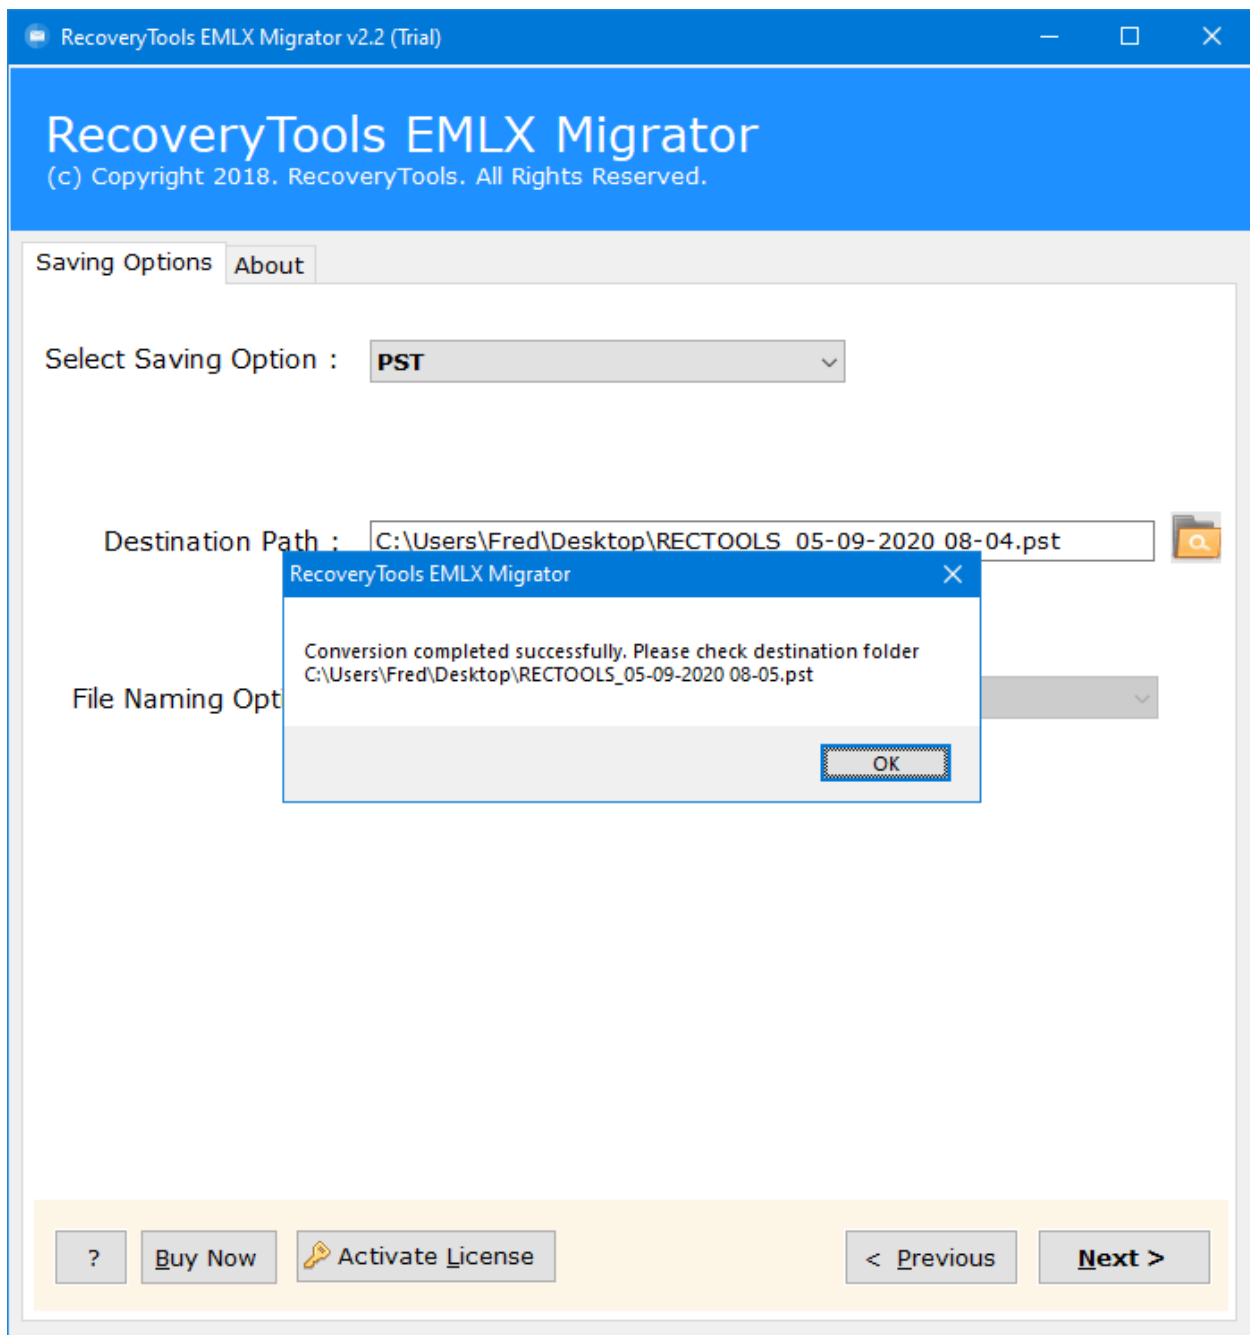 RecoveryTools EMLX Migrator v2.2 (Trial)
RecoveryTools EMLX Migrator
(c) Copyright 2018. RecoveryTools. All Rights Reserved.
Saving Options About
Select Saving Option : PST
Destination Path : C:\Users\Fred\Desktop\RECTOOLS_05-09-2020 08-04.pst
RecoveryTools EMLX Migrator
Conversion completed successfully. Please check destination folder
C:\Users\Fred\Desktop\RECTOOLS_05-09-2020 08-05.pst
File Naming Opti
OK
? Buy Now Activate License < Previous Next >